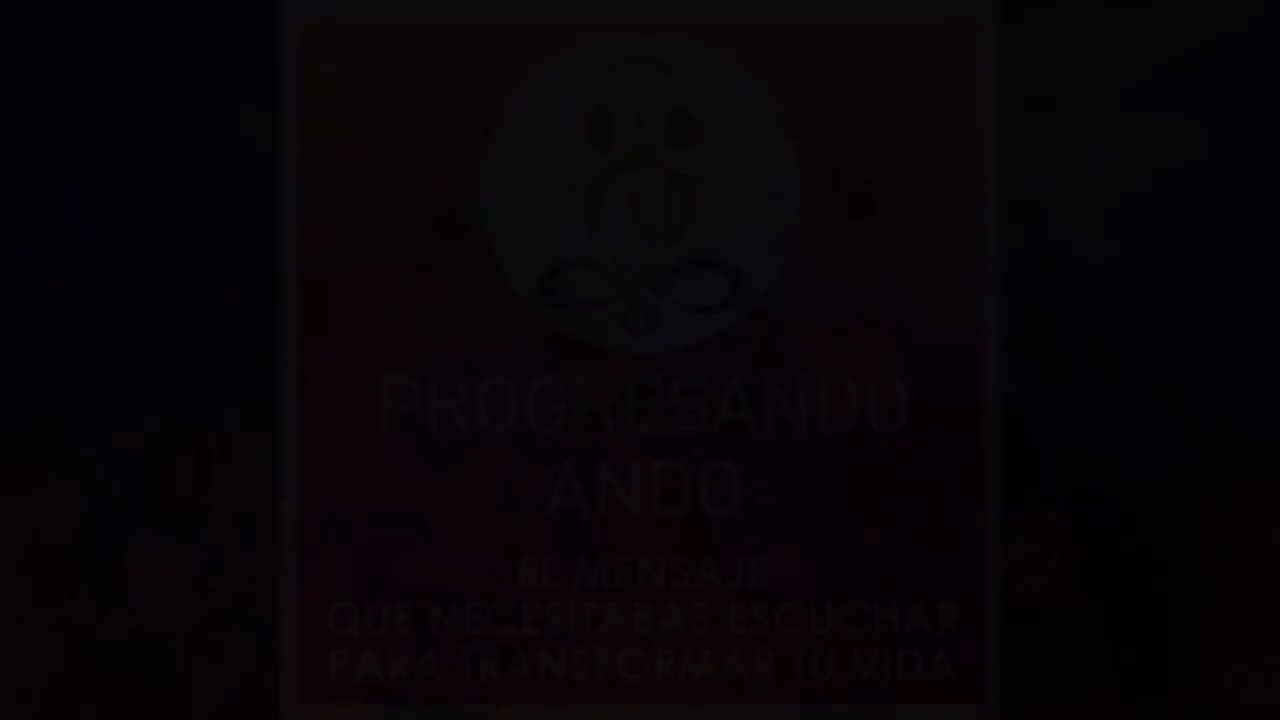 PROGRESANDO
ANDO
EL MENSAJE
QUE NECESITABAS ESCUCHAR
PARA TRANSFORMAR TU VIDA